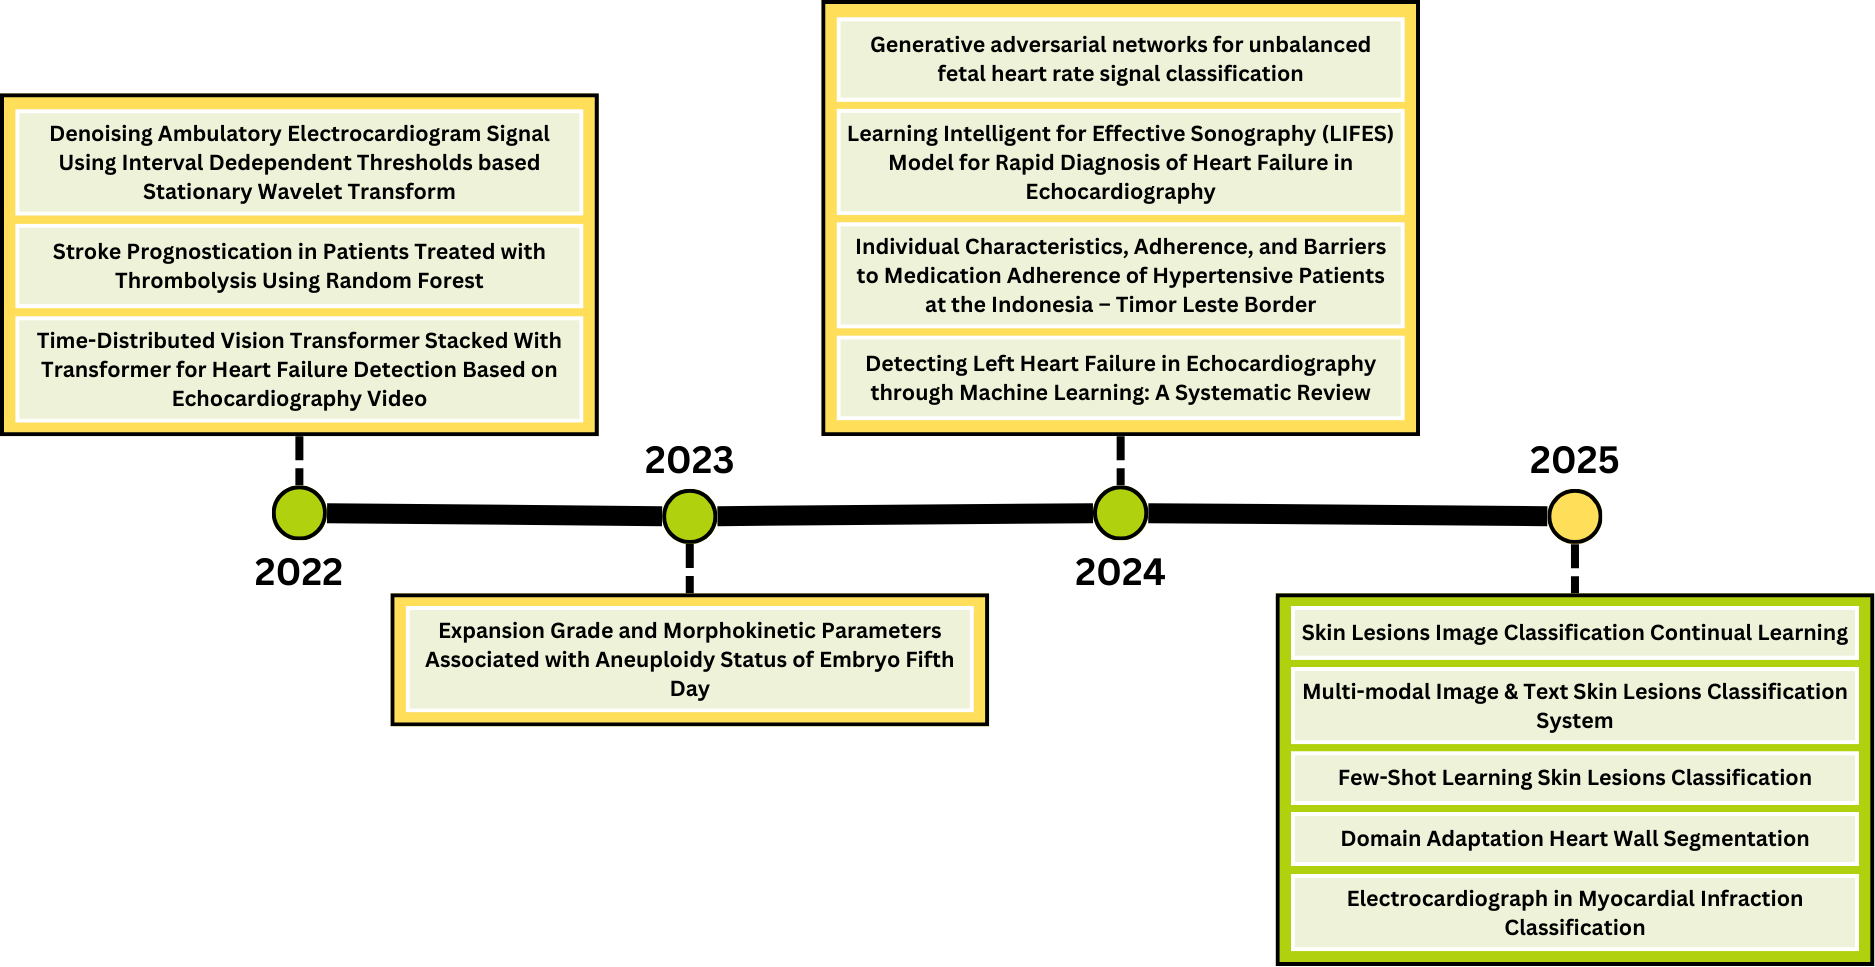 Denoising Ambulatory Electrocardiogram Signal
Using Interval Dedependent Thresholds based
Stationary Wavelet Transform
Stroke Prognostication in Patients Treated with
Thrombolysis Using Random Forest
Time-Distributed Vision Transformer Stacked With
Transformer for Heart Failure Detection Based on
Echocardiography Video
2022
2023
Expansion Grade and Morphokinetic Parameters
Associated with Aneuploidy Status of Embryo Fifth
Day
Generative adversarial networks for unbalanced
fetal heart rate signal classification
Learning Intelligent for Effective Sonography (LIFES)
Model for Rapid Diagnosis of Heart Failure in
Echocardiography
Individual Characteristics, Adherence, and Barriers
to Medication Adherence of Hypertensive Patients
at the Indonesia – Timor Leste Border
Detecting Left Heart Failure in Echocardiography
through Machine Learning: A Systematic Review
2024
2025
Skin Lesions Image Classification Continual Learning
Multi-modal Image & Text Skin Lesions Classification
System
Few-Shot Learning Skin Lesions Classification
Domain Adaptation Heart Wall Segmentation
Electrocardiograph in Myocardial Infraction
Classification